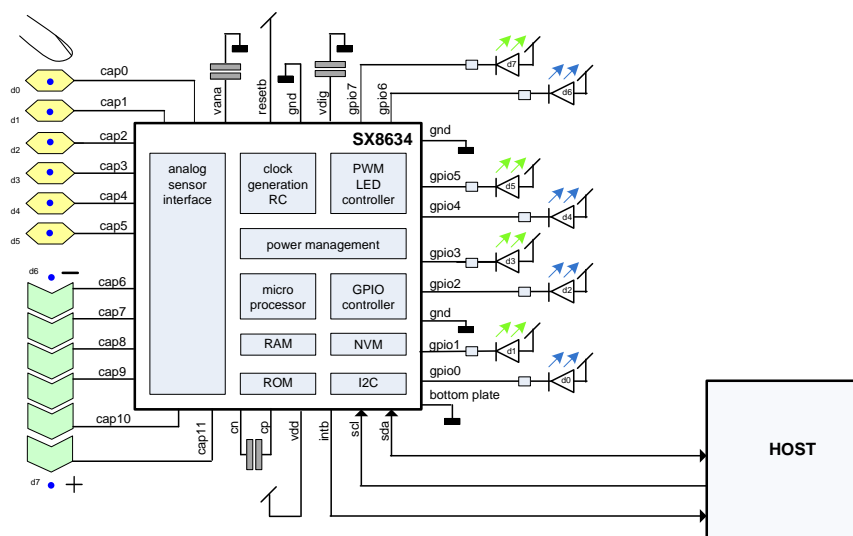 cap0
d0
cap1
d1
cap2
d2
cap3
d3
cap4
d4
cap5
d5
d6
cap6
cap7
cap8
cap9
cap10
cap11
d7
vana
resetb
gnd
vdig
gpio7
gpio6
SX8634
analog
sensor
interface
clock
generation
RC
PWM
LED
controller
power management
micro
processor
GPIO
controller
RAM
NVM
ROM
I2C
cn
cp
vdd
intb
scl
sda
d7
d6
gnd
gpio5
d5
gpio4
d4
gpio3
d3
gpio2
d2
gnd
gpio1
d1
gpio0
d0
bottom plate
HOST